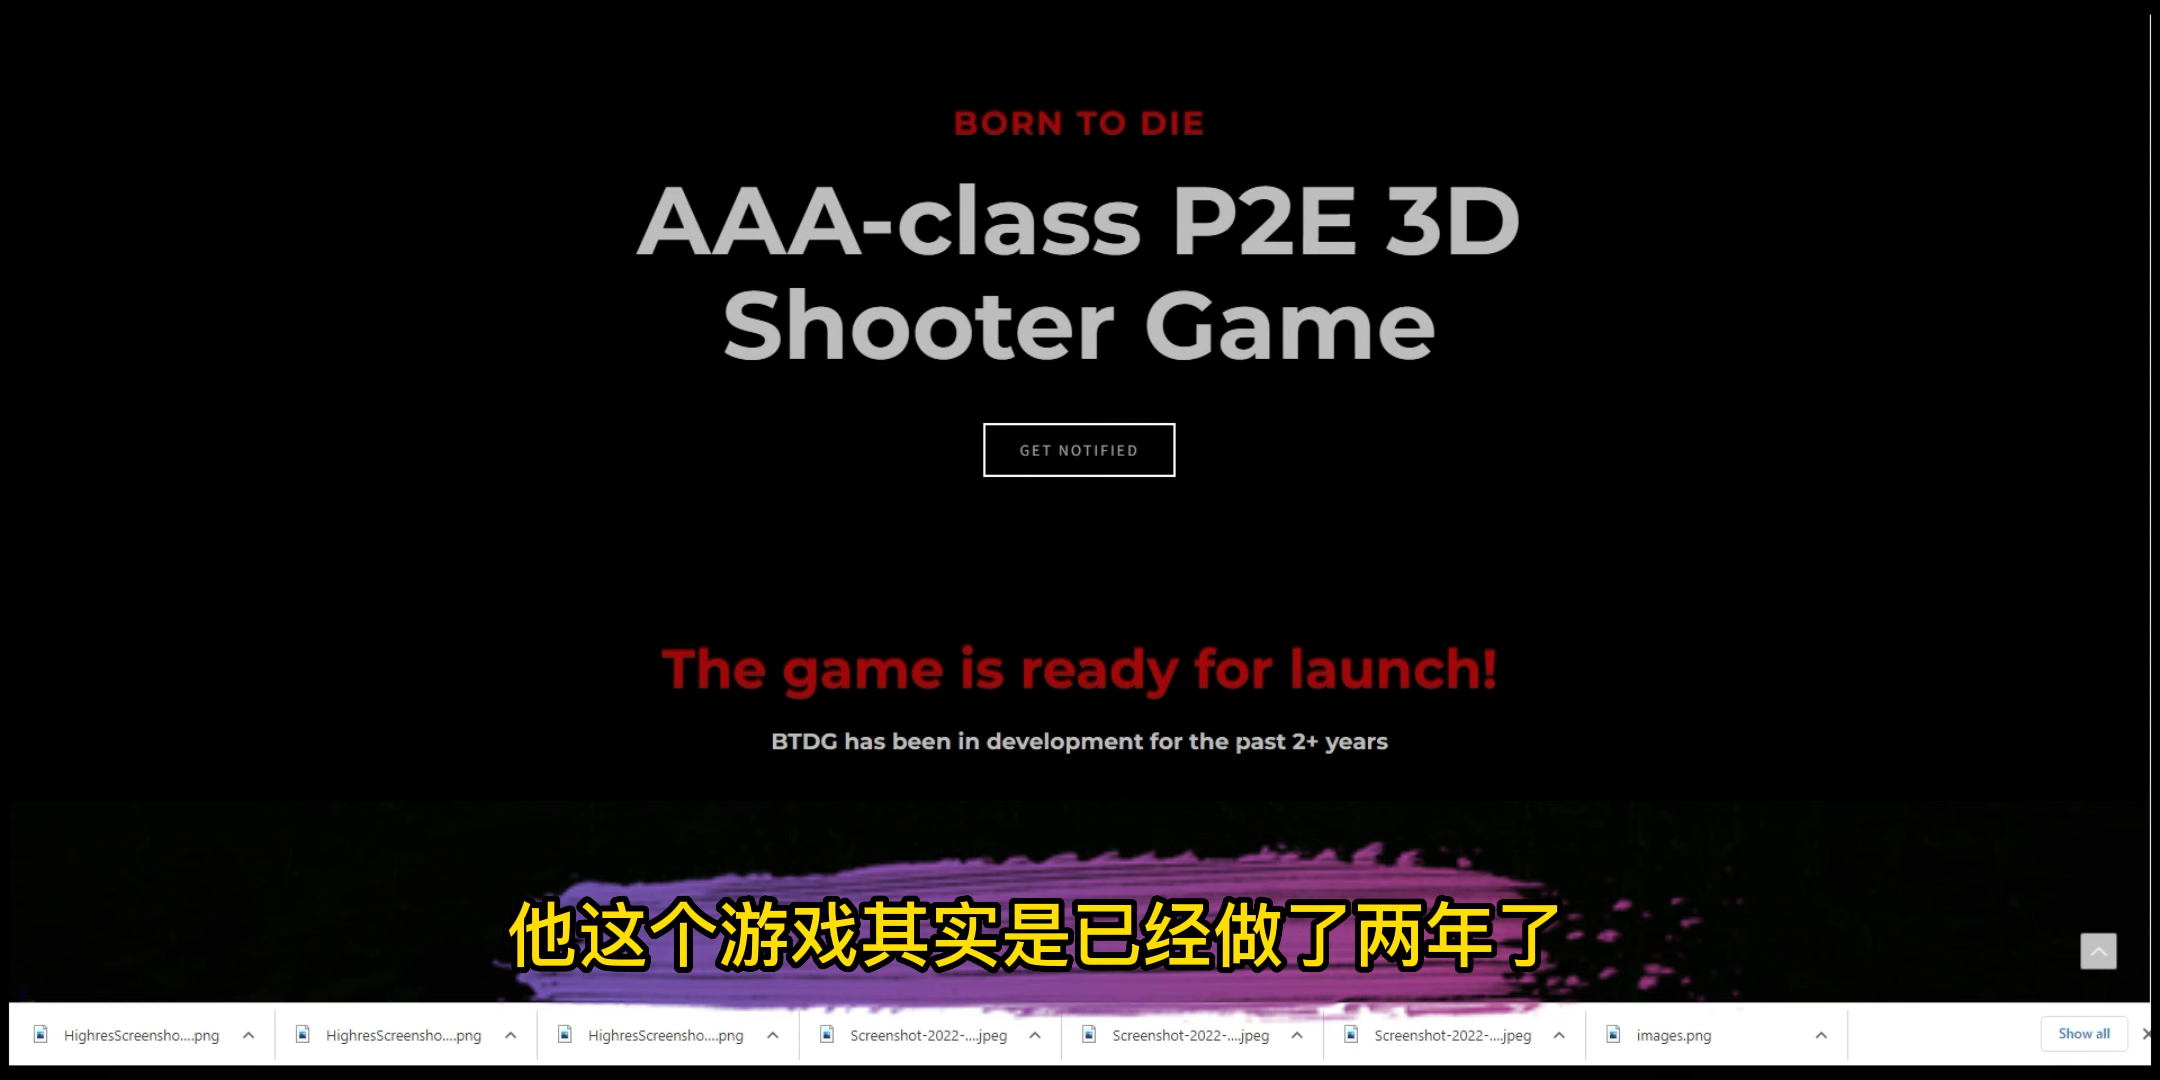 BORN TO DIE
AAA-class P2E 3D
Shooter Game
GET NOTIFIED
The game is ready for launch!
BTDG has been in development for the past 2+ years
他这个游戏其实是已经做了两年了
HighresScreensho....png
HighresScreensho....png
HighresScreensho....png
Screenshot-2022-....jpeg
Screenshot-2022-....jpeg
Screenshot-2022-....jpeg
images.png
Show all